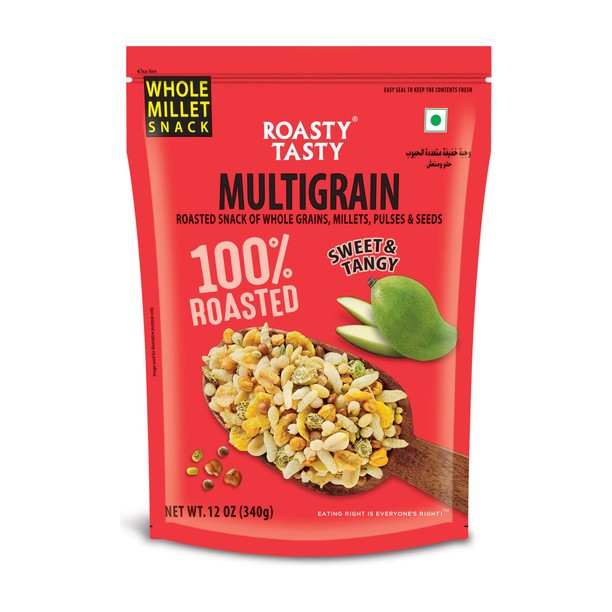 Tear Here
WHOLE
MILLET
SNACK
EASY SEAL TO KEEP THE CONTENTS FRESH
ROASTY®
TASTY
وجبة خفيفة متعددة الحبوب
حلو ومنعش
MULTIGRAIN
ROASTED SNACK OF WHOLE GRAINS, MILLETS, PULSES & SEEDS
100%
ROASTED
SWEET &
TANGY
NET WT. 12 OZ (340g)
EATING RIGHT IS EVERYONE'S RIGHT!™